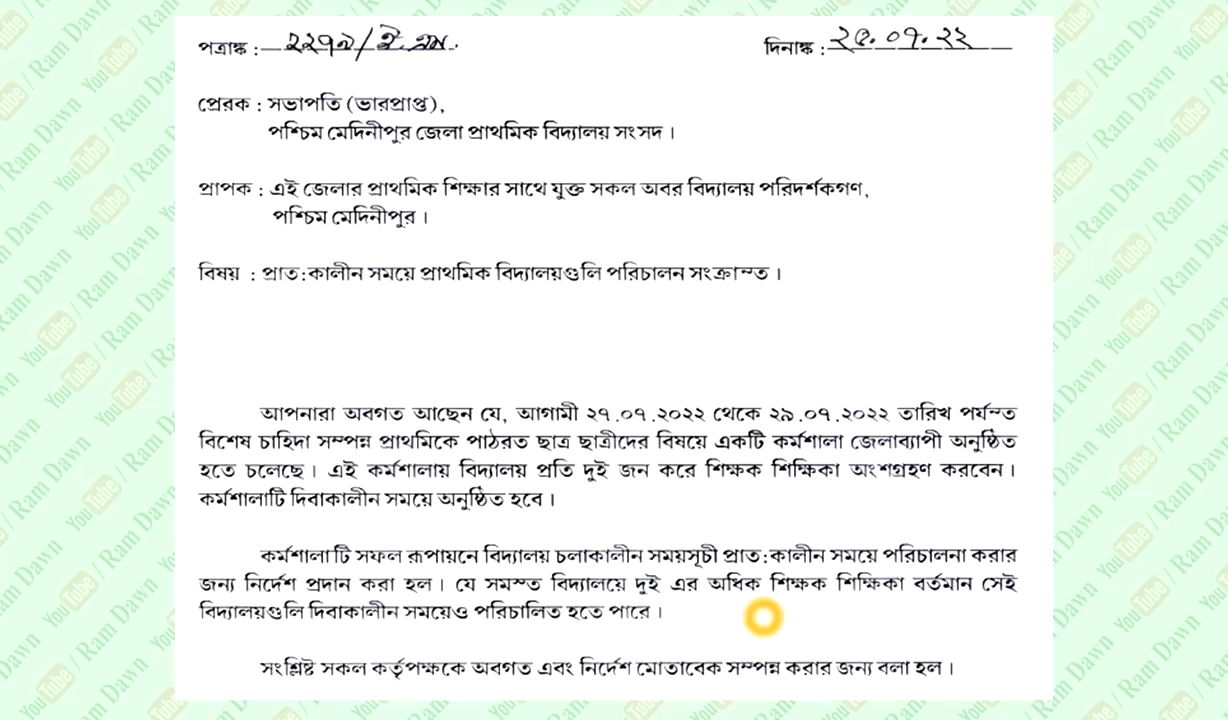 পত্রাঙ্ক : ২২৭৯/ই.এম. দিনাঙ্ক : ২৫.০৭.২২
প্রেরক : সভাপতি (ভারপ্রাপ্ত),
পশ্চিম মেদিনীপুর জেলা প্রাথমিক বিদ্যালয় সংসদ।
প্রাপক : এই জেলার প্রাথমিক শিক্ষার সাথে যুক্ত সকল অবর বিদ্যালয় পরিদর্শকগণ,
পশ্চিম মেদিনীপুর।
বিষয় : প্রাত:কালীন সময়ে প্রাথমিক বিদ্যালয়গুলি পরিচালন সংক্রান্ত।
আপনারা অবগত আছেন যে, আগামী ২৭.০৭.২০২২ থেকে ২৯.০৭.২০২২ তারিখ পর্যন্ত
বিশেষ চাহিদা সম্পন্ন প্রাথমিকে পাঠরত ছাত্র ছাত্রীদের বিষয়ে একটি কর্মশালা জেলাব্যাপী অনুষ্ঠিত
হতে চলেছে। এই কর্মশালায় বিদ্যালয় প্রতি দুই জন করে শিক্ষক শিক্ষিকা অংশগ্রহণ করবেন।
কর্মশালাটি দিবাকালীন সময়ে অনুষ্ঠিত হবে।
কর্মশালাটি সফল রূপায়নে বিদ্যালয় চলাকালীন সময়সূচী প্রাত:কালীন সময়ে পরিচালনা করার
জন্য নির্দেশ প্রদান করা হল। যে সমস্ত বিদ্যালয়ে দুই এর অধিক শিক্ষক শিক্ষিকা বর্তমান সেই
বিদ্যালয়গুলি দিবাকালীন সময়েও পরিচালিত হতে পারে।
সংশ্লিষ্ট সকল কর্তৃপক্ষকে অবগত এবং নির্দেশ মোতাবেক সম্পন্ন করার জন্য বলা হল।
YouTube / Ram Dawn